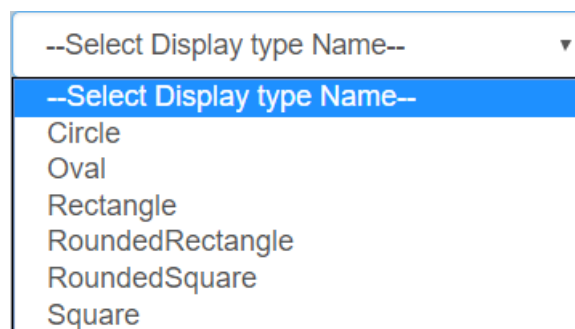 --Select Display type Name--
--Select Display type Name--
Circle
Oval
Rectangle
RoundedRectangle
RoundedSquare
Square